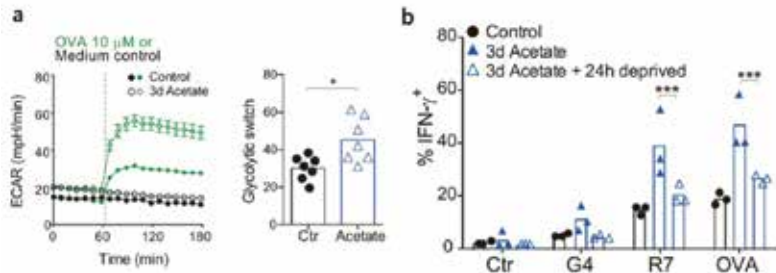 a
OVA 10 µM or
Medium control
Control
3d Acetate
ECAR (mpH/min)
80
60
40
20
0
0 60 120 180
Time (min)
Glycolytic switch
80
60
40
20
0
*
Ctr Acetate
b
Control
3d Acetate
3d Acetate + 24h deprived
% IFN-γ+
80
60
40
20
0
***
***
Ctr G4 R7 OVA